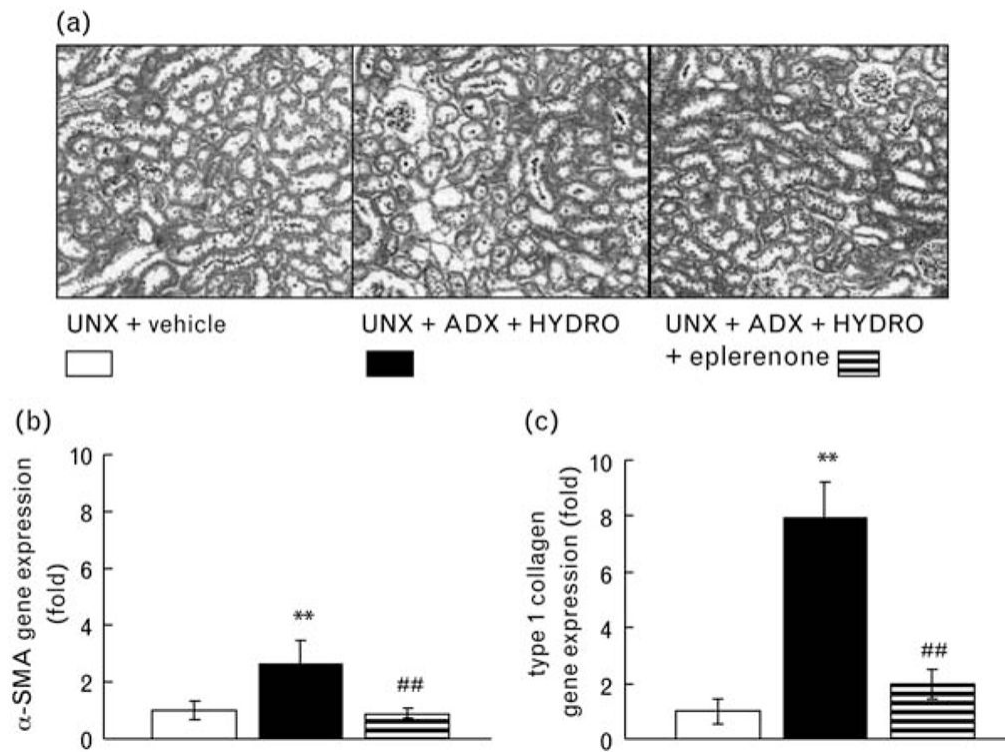 (a)
UNX + vehicle
UNX + ADX + HYDRO
UNX + ADX + HYDRO
+ eplerenone
(b)
α-SMA gene expression
(fold)
10
8
6
4
2
0
**
##
(c)
type 1 collagen
gene expression (fold)
10
8
6
4
2
0
**
##